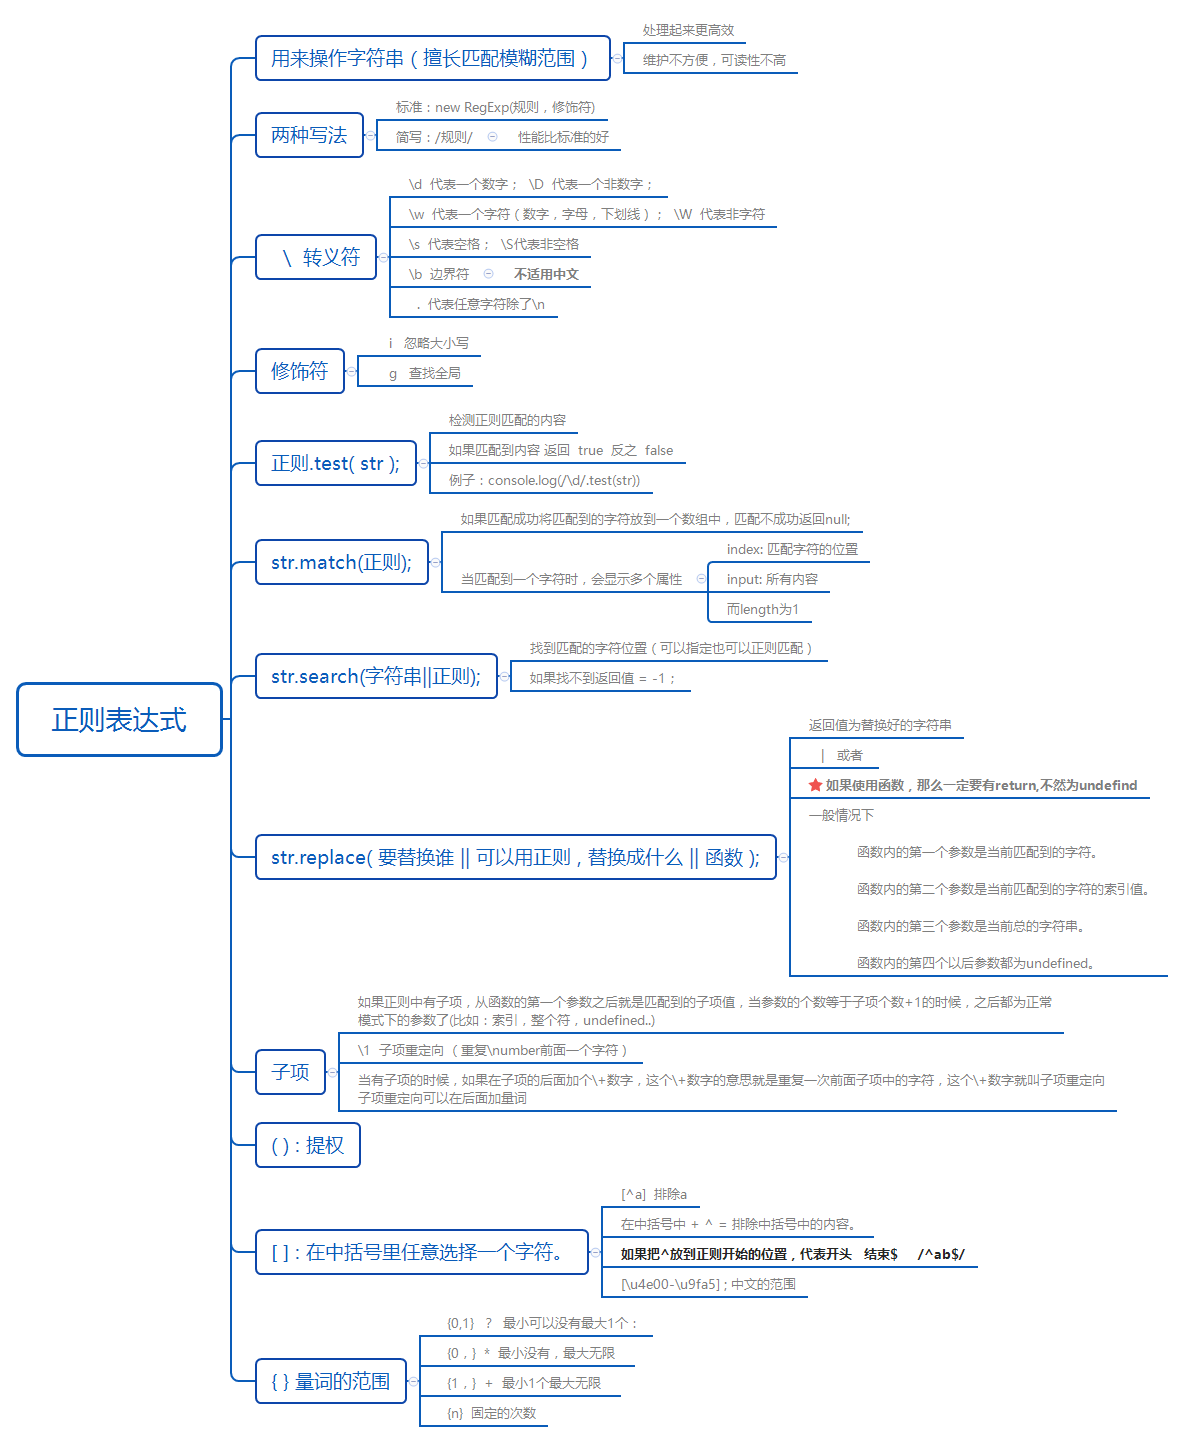 正则表达式
用来操作字符串（擅长匹配模糊范围）
处理起来更高效
维护不方便，可读性不高
两种写法
标准：new RegExp(规则，修饰符)
简写：/规则/ 性能比标准的好
\ 转义符
\d 代表一个数字； \D 代表一个非数字；
\w 代表一个字符（数字，字母，下划线）； \W 代表非字符
\s 代表空格； \S代表非空格
\b 边界符 不适用中文
. 代表任意字符除了\n
修饰符
i 忽略大小写
g 查找全局
正则.test( str );
检测正则匹配的内容
如果匹配到内容 返回 true 反之 false
例子：console.log(/\d/.test(str))
str.match(正则);
如果匹配成功将匹配到的字符放到一个数组中，匹配不成功返回null;
当匹配到一个字符时，会显示多个属性
index: 匹配字符的位置
input: 所有内容
而length为1
str.search(字符串||正则);
找到匹配的字符位置（可以指定也可以正则匹配）
如果找不到返回值 = -1；
str.replace( 要替换谁 || 可以用正则，替换成什么 || 函数 );
返回值为替换好的字符串
| 或者
如果使用函数，那么一定要有return,不然为undefind
一般情况下
函数内的第一个参数是当前匹配到的字符。
函数内的第二个参数是当前匹配到的字符的索引值。
函数内的第三个参数是当前总的字符串。
函数内的第四个以后参数都为undefined。
子项
如果正则中有子项，从函数的第一个参数之后就是匹配到的子项值，当参数的个数等于子项个数+1的时候，之后都为正常
模式下的参数了(比如：索引，整个符，undefined..)
\1 子项重定向 （重复\number前面一个字符）
当有子项的时候，如果在子项的后面加个\+数字，这个\+数字的意思就是重复一次前面子项中的字符，这个\+数字就叫子项重定向
子项重定向可以在后面加量词
( )：提权
[ ]：在中括号里任意选择一个字符。
[^a] 排除a
在中括号中 + ^ = 排除中括号中的内容。
如果把^放到正则开始的位置，代表开头 结束$ /^ab$/
[\u4e00-\u9fa5] ; 中文的范围
{ } 量词的范围
{0,1} ？ 最小可以没有最大1个：
{0，} * 最小没有，最大无限
{1，} + 最小1个最大无限
{n} 固定的次数